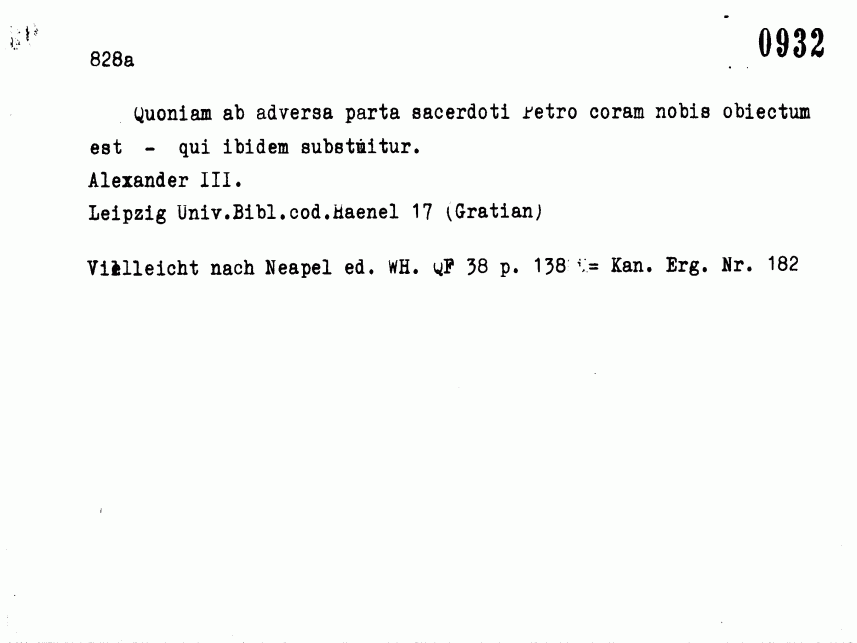 0932
828a
Quoniam ab adversa parta sacerdoti Petro coram nobis obiectum
est - qui ibidem substituitur.
Alexander III.
Leipzig Univ.Bibl.cod.Haenel 17 (Gratian)
Vielleicht nach Neapel ed. WH. QF 38 p. 138 = Kan. Erg. Nr. 182